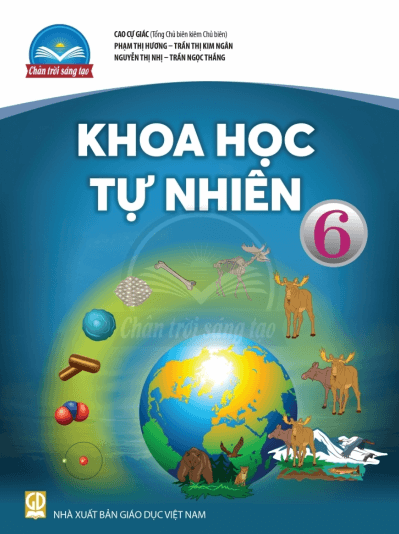 CAO CỰ GIÁC (Tổng Chủ biên kiêm Chủ biên)
PHẠM THỊ HƯƠNG – TRẦN THỊ KIM NGÂN
NGUYỄN THỊ NHỊ – TRẦN NGỌC THẮNG
Chân trời sáng tạo
KHOA HỌC
TỰ NHIÊN
6
Chân trời sáng tạo
GD
NHÀ XUẤT BẢN GIÁO DỤC VIỆT NAM